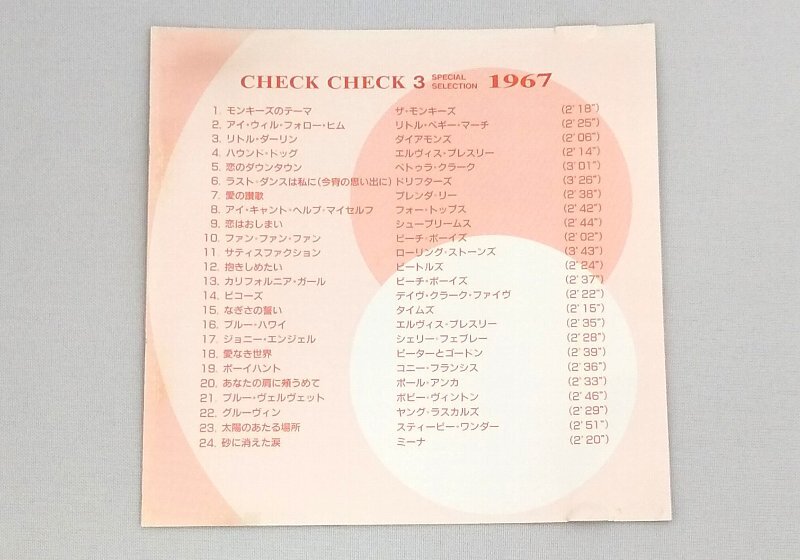 CHECK CHECK 3 SPECIAL SELECTION 1967
1. モンキーズのテーマ ザ・モンキーズ (2'18")
2. アイ・ウィル・フォロー・ヒム リトル・ペギー・マーチ (2'25")
3. リトル・ダーリン ダイアモンズ (2'06")
4. ハウンド・ドッグ エルヴィス・プレスリー (2'14")
5. 恋のダウンタウン ペトゥラ・クラーク (3'01")
6. ラスト・ダンスは私に(今宵の思い出に) ドリフターズ (3'26")
7. 愛の讃歌 ブレンダ・リー (2'38")
8. アイ・キャント・ヘルプ・マイセルフ フォー・トップス (2'42")
9. 恋はおしまい シュープリームス (2'44")
10. ファン・ファン・ファン ビーチ・ボーイズ (2'02")
11. サティスファクション ローリング・ストーンズ (3'43")
12. 抱きしめたい ビートルズ (2'24")
13. カリフォルニア・ガール ビーチ・ボーイズ (2'37")
14. ビコーズ デイヴ・クラーク・ファイヴ (2'22")
15. なぎさの誓い タイムズ (2'15")
16. ブルー・ハワイ エルヴィス・プレスリー (2'35")
17. ジョニー・エンジェル シェリー・フェブレー (2'28")
18. 愛なき世界 ピーターとゴードン (2'39")
19. ボーイハント コニー・フランシス (2'36")
20. あなたの肩に頬うめて ポール・アンカ (2'33")
21. ブルー・ヴェルヴェット ボビー・ヴィントン (2'46")
22. グルーヴィン ヤング・ラスカルズ (2'29")
23. 太陽のあたる場所 スティービー・ワンダー (2'51")
24. 砂に消えた涙 ミーナ (2'20")